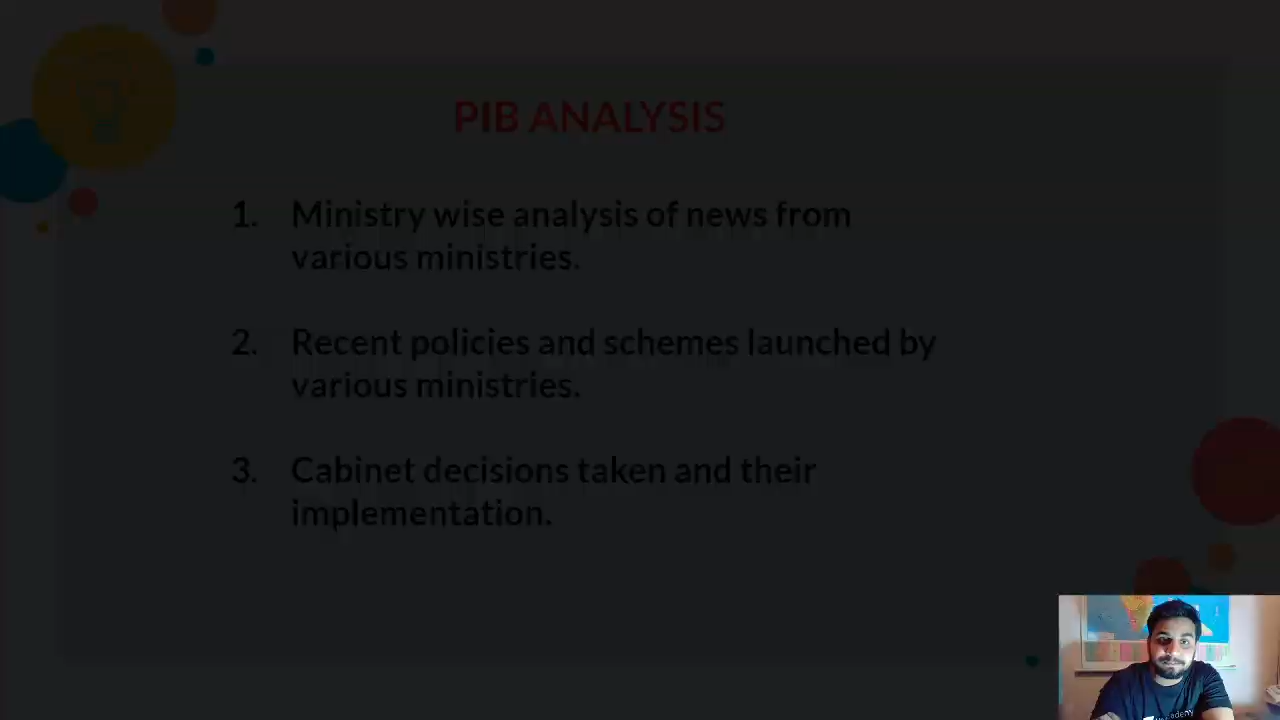 PIB ANALYSIS
1. Ministry wise analysis of news from
various ministries.
2. Recent policies and schemes launched by
various ministries.
3. Cabinet decisions taken and their
implementation.